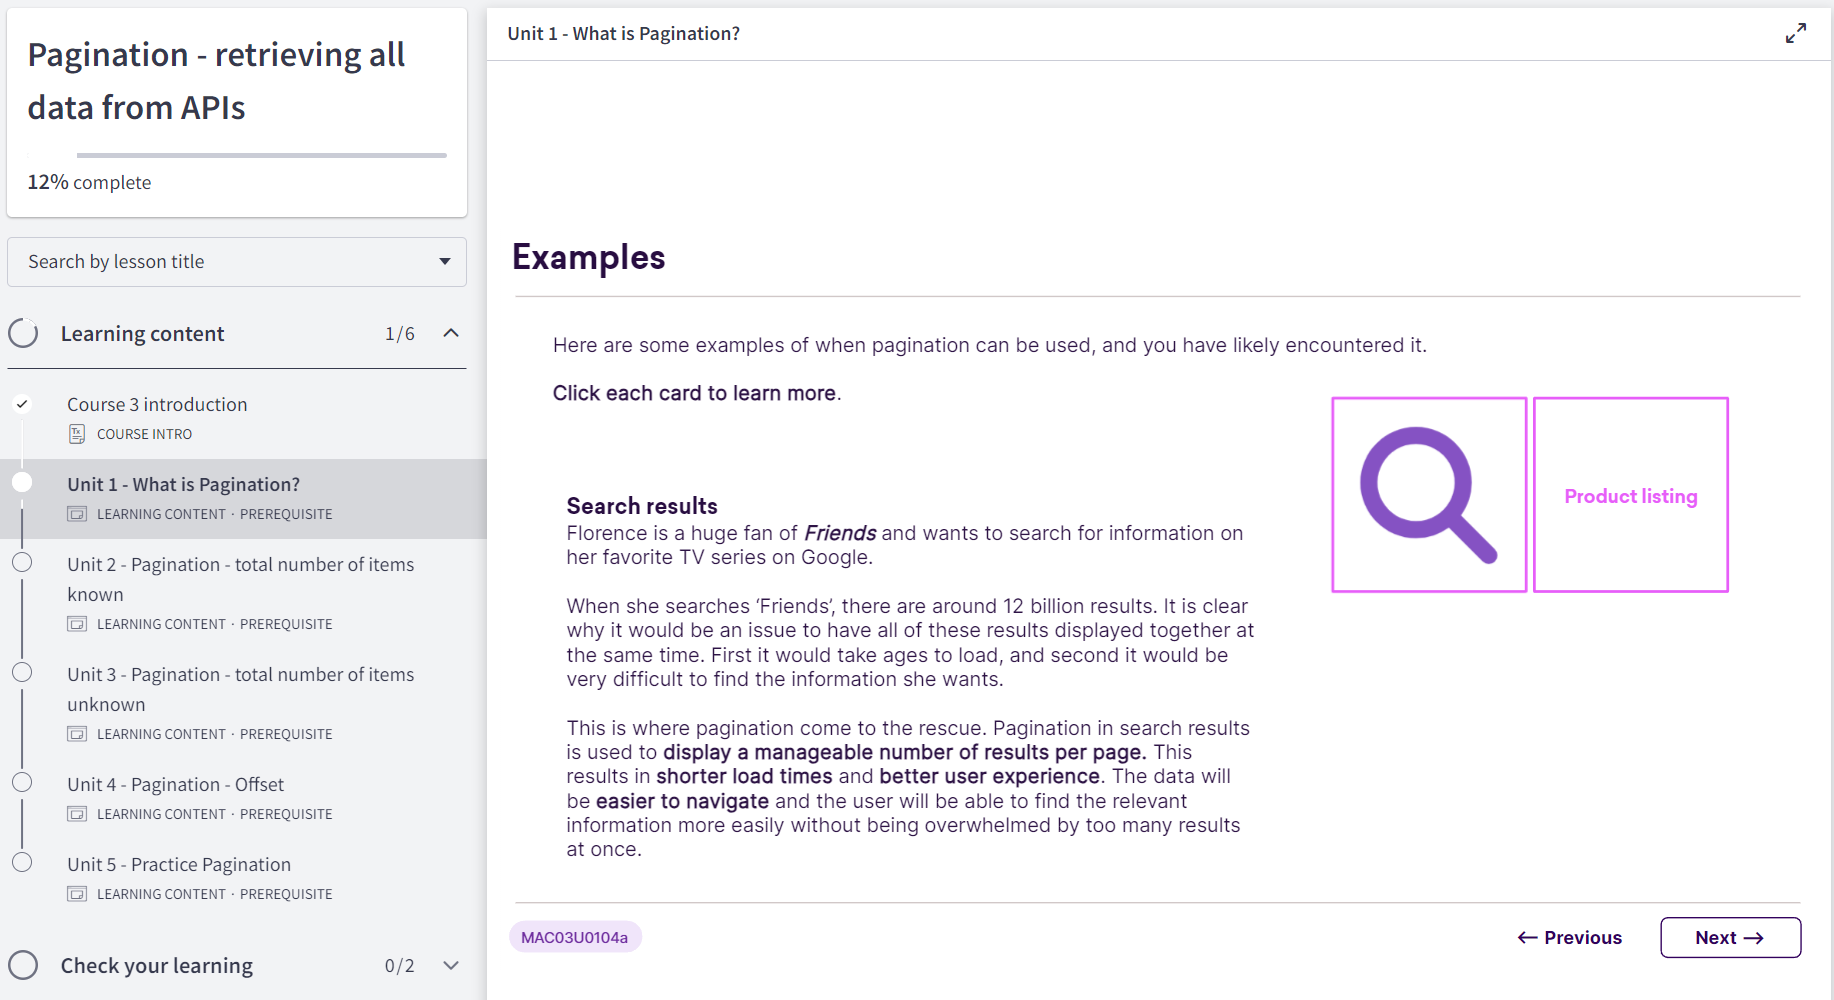 Pagination - retrieving all
data from APIs
12% complete
Search by lesson title
Learning content 1/6
Course 3 introduction
COURSE INTRO
Unit 1 - What is Pagination?
LEARNING CONTENT · PREREQUISITE
Unit 2 - Pagination - total number of items
known
LEARNING CONTENT · PREREQUISITE
Unit 3 - Pagination - total number of items
unknown
LEARNING CONTENT · PREREQUISITE
Unit 4 - Pagination - Offset
LEARNING CONTENT · PREREQUISITE
Unit 5 - Practice Pagination
LEARNING CONTENT · PREREQUISITE
Check your learning 0/2
Unit 1 - What is Pagination?
Examples
Here are some examples of when pagination can be used, and you have likely encountered it.
Click each card to learn more.
Search results
Florence is a huge fan of Friends and wants to search for information on
her favorite TV series on Google.
When she searches ‘Friends’, there are around 12 billion results. It is clear
why it would be an issue to have all of these results displayed together at
the same time. First it would take ages to load, and second it would be
very difficult to find the information she wants.
This is where pagination come to the rescue. Pagination in search results
is used to display a manageable number of results per page. This
results in shorter load times and better user experience. The data will
be easier to navigate and the user will be able to find the relevant
information more easily without being overwhelmed by too many results
at once.
Product listing
MAC03U0104a
← Previous
Next →